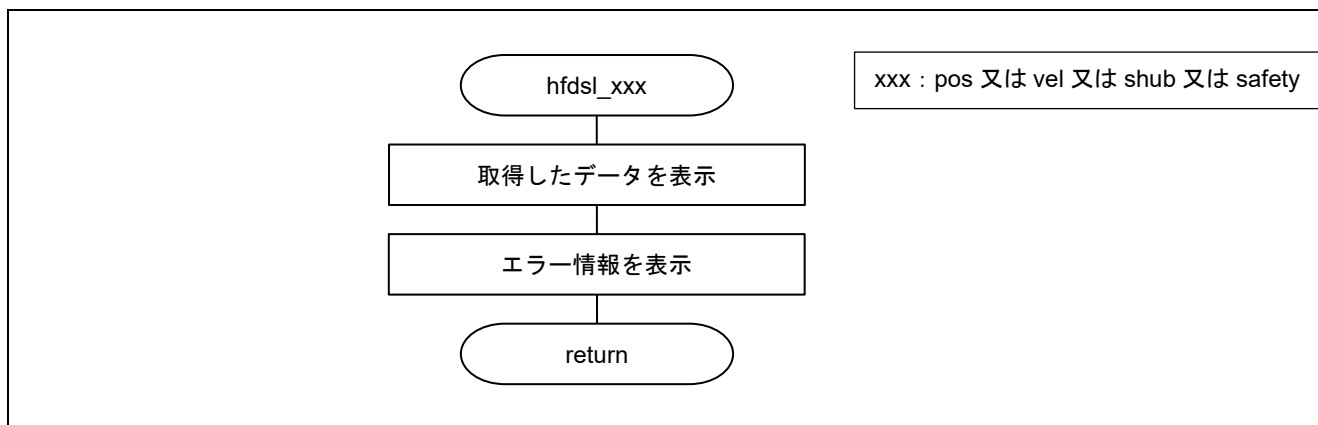 hfdsl_xxx
xxx：pos 又は vel 又は shub 又は safety
取得したデータを表示
エラー情報を表示
return